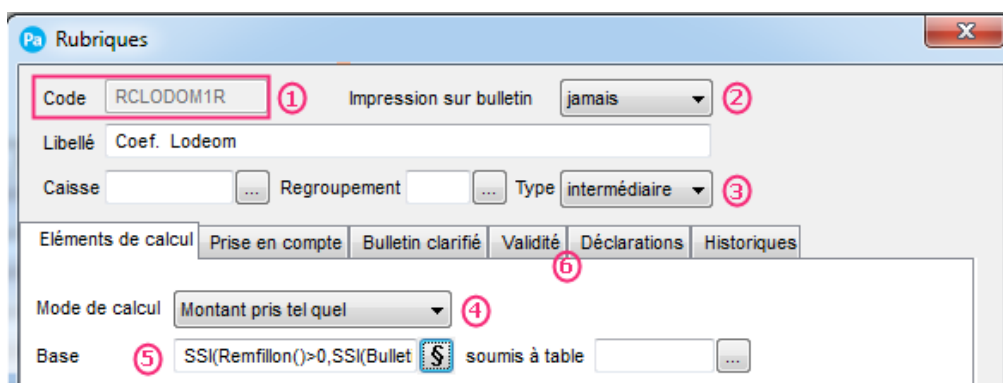 Pa Rubriques x
Code RCLODOM1R 1 Impression sur bulletin jamais 2
Libellé Coef. Lodeom
Caisse ... Regroupement ... Type intermédiaire 3
Eléments de calcul Prise en compte Bulletin clarifié Validité Déclarations Historiques
6
Mode de calcul Montant pris tel quel 4
Base 5 SSI(Remfillon()>0,SSI(Bullet § soumis à table ...